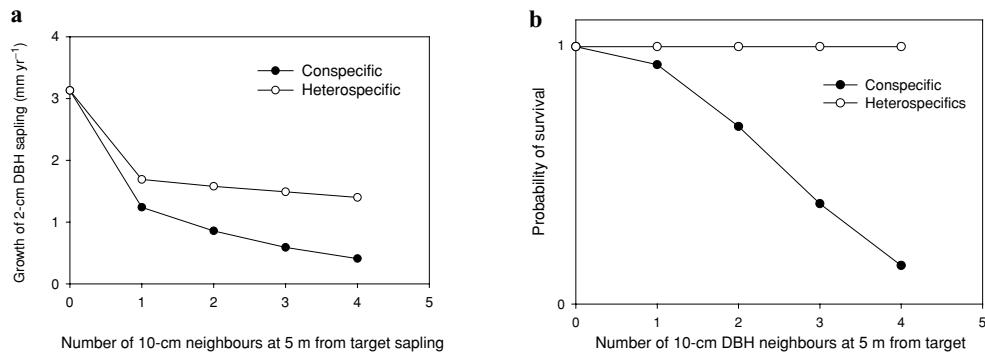 a
Growth of 2-cm DBH sapling (mm yr⁻¹)
4
3
2
1
0
Conspecific
Heterospecific
0 1 2 3 4 5
Number of 10-cm neighbours at 5 m from target sapling
b
Probability of survival
1
0
Conspecific
Heterospecifics
0 1 2 3 4 5
Number of 10-cm DBH neighbours at 5 m from target